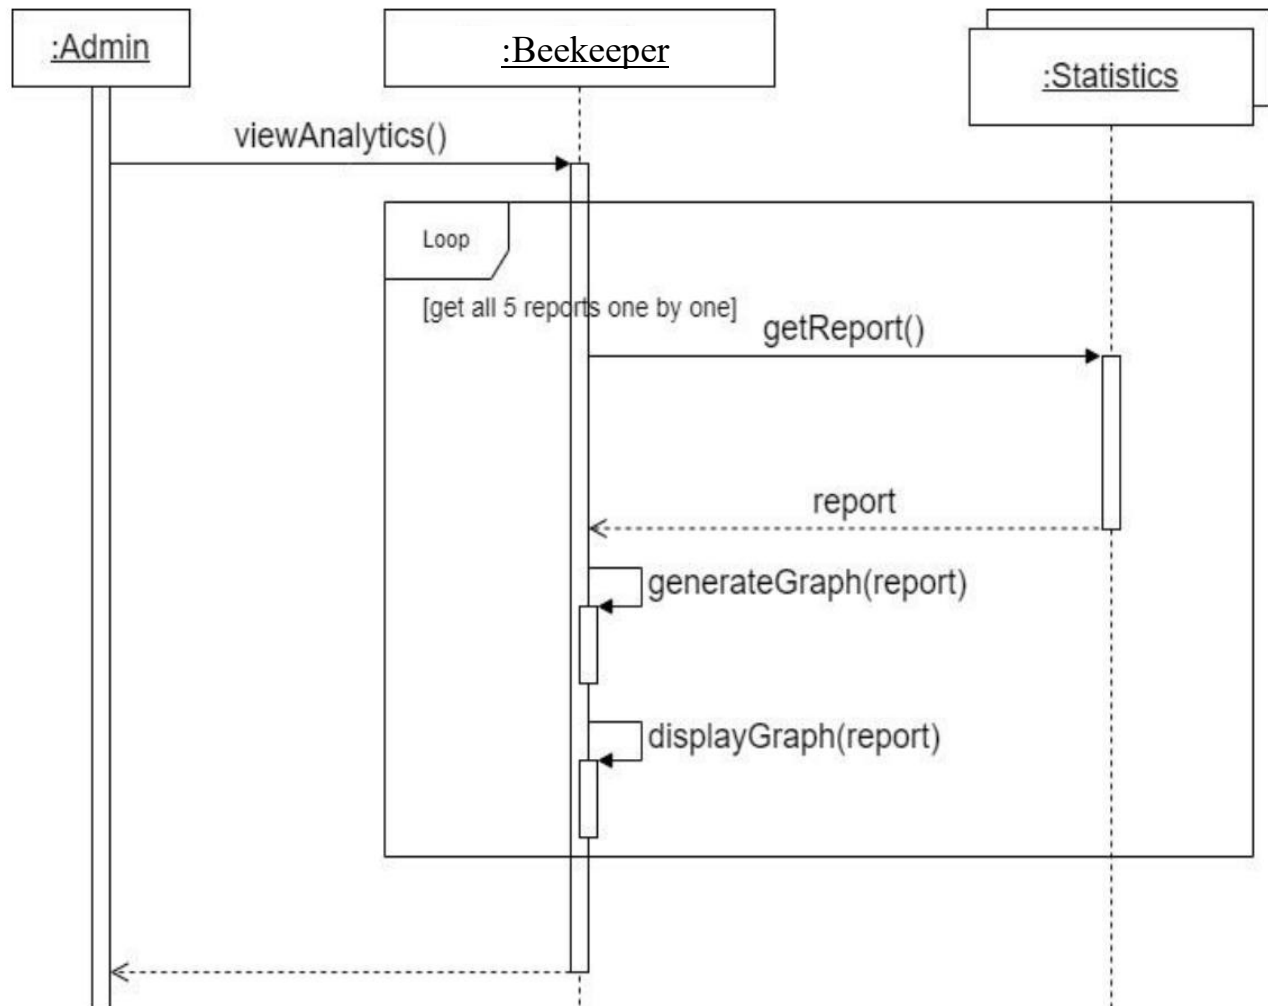 :Admin
:Beekeeper
:Statistics
viewAnalytics()
Loop
[get all 5 reports one by one]
getReport()
report
generateGraph(report)
displayGraph(report)